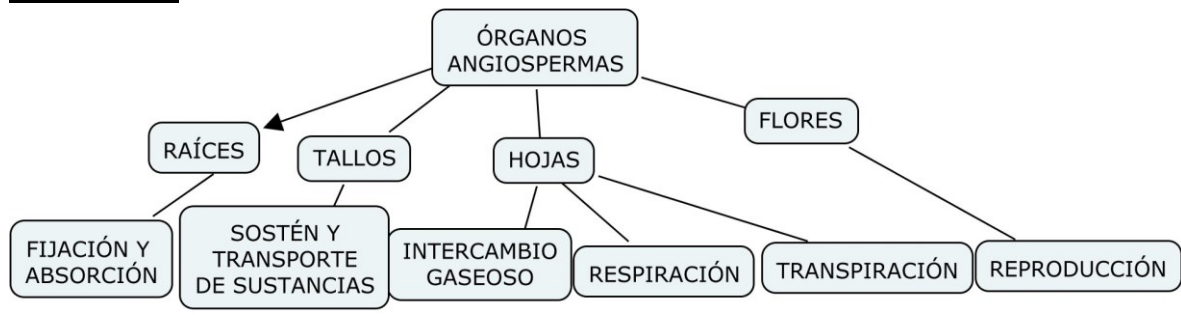 ÓRGANOS
ANGIOSPERMAS
RAÍCES
TALLOS
HOJAS
FLORES
FIJACIÓN Y
ABSORCIÓN
SOSTÉN Y
TRANSPORTE
DE SUSTANCIAS
INTERCAMBIO
GASEOSO
RESPIRACIÓN
TRANSPIRACIÓN
REPRODUCCIÓN